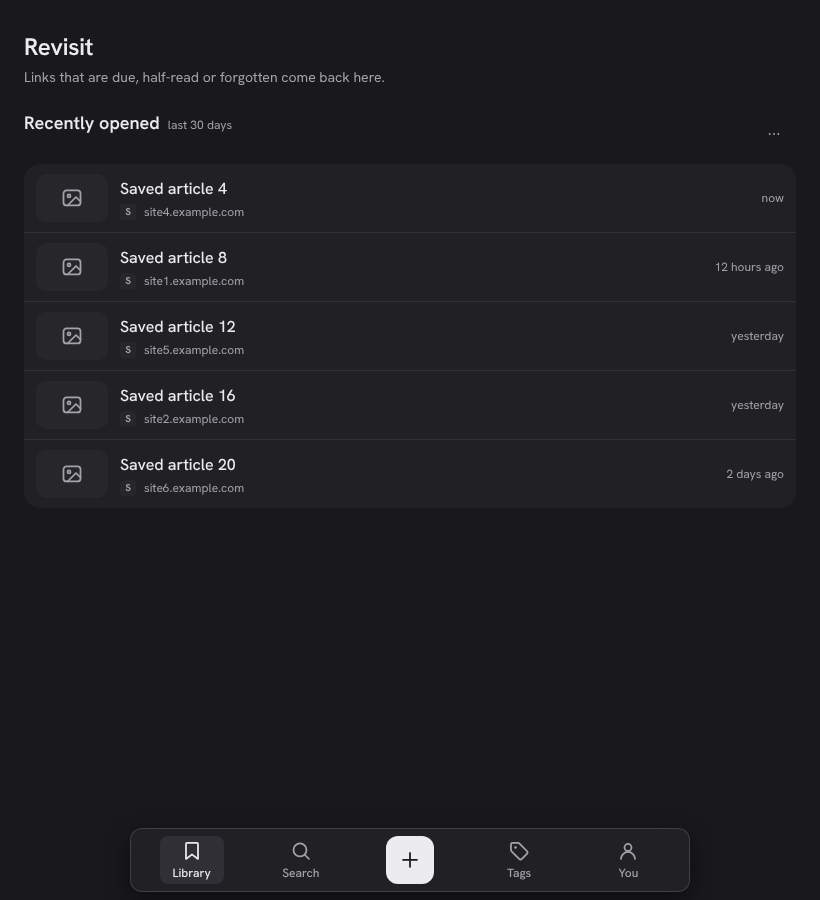 Revisit
Links that are due, half-read or forgotten come back here.
Recently opened last 30 days
...
Saved article 4
S site4.example.com
now
Saved article 8
S site1.example.com
12 hours ago
Saved article 12
S site5.example.com
yesterday
Saved article 16
S site2.example.com
yesterday
Saved article 20
S site6.example.com
2 days ago
Library
Search
Tags
You